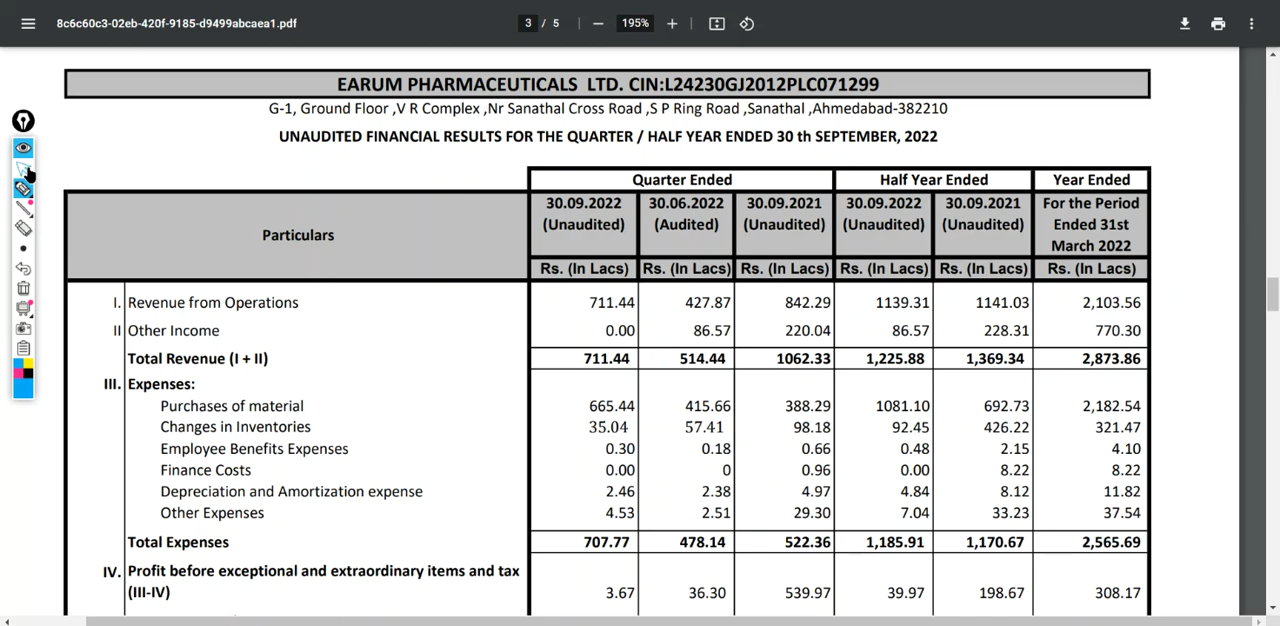 8c6c60c3-02eb-420f-9185-d9499abcaea1.pdf 3 / 5 195%
EARUM PHARMACEUTICALS LTD. CIN:L24230GJ2012PLC071299
G-1, Ground Floor ,V R Complex ,Nr Sanathal Cross Road ,S P Ring Road ,Sanathal ,Ahmedabad-382210
UNAUDITED FINANCIAL RESULTS FOR THE QUARTER / HALF YEAR ENDED 30 th SEPTEMBER, 2022
Quarter Ended Half Year Ended Year Ended
Particulars
30.09.2022 30.06.2022 30.09.2021 30.09.2022 30.09.2021 For the Period
(Unaudited) (Audited) (Unaudited) (Unaudited) (Unaudited) Ended 31st
March 2022
Rs. (In Lacs) Rs. (In Lacs) Rs. (In Lacs) Rs. (In Lacs) Rs. (In Lacs) Rs. (In Lacs)
I. Revenue from Operations 711.44 427.87 842.29 1139.31 1141.03 2,103.56
II Other Income 0.00 86.57 220.04 86.57 228.31 770.30
Total Revenue (I + II) 711.44 514.44 1062.33 1,225.88 1,369.34 2,873.86
III. Expenses:
Purchases of material 665.44 415.66 388.29 1081.10 692.73 2,182.54
Changes in Inventories 35.04 57.41 98.18 92.45 426.22 321.47
Employee Benefits Expenses 0.30 0.18 0.66 0.48 2.15 4.10
Finance Costs 0.00 0 0.96 0.00 8.22 8.22
Depreciation and Amortization expense 2.46 2.38 4.97 4.84 8.12 11.82
Other Expenses 4.53 2.51 29.30 7.04 33.23 37.54
Total Expenses 707.77 478.14 522.36 1,185.91 1,170.67 2,565.69
IV. Profit before exceptional and extraordinary items and tax
(III-IV) 3.67 36.30 539.97 39.97 198.67 308.17